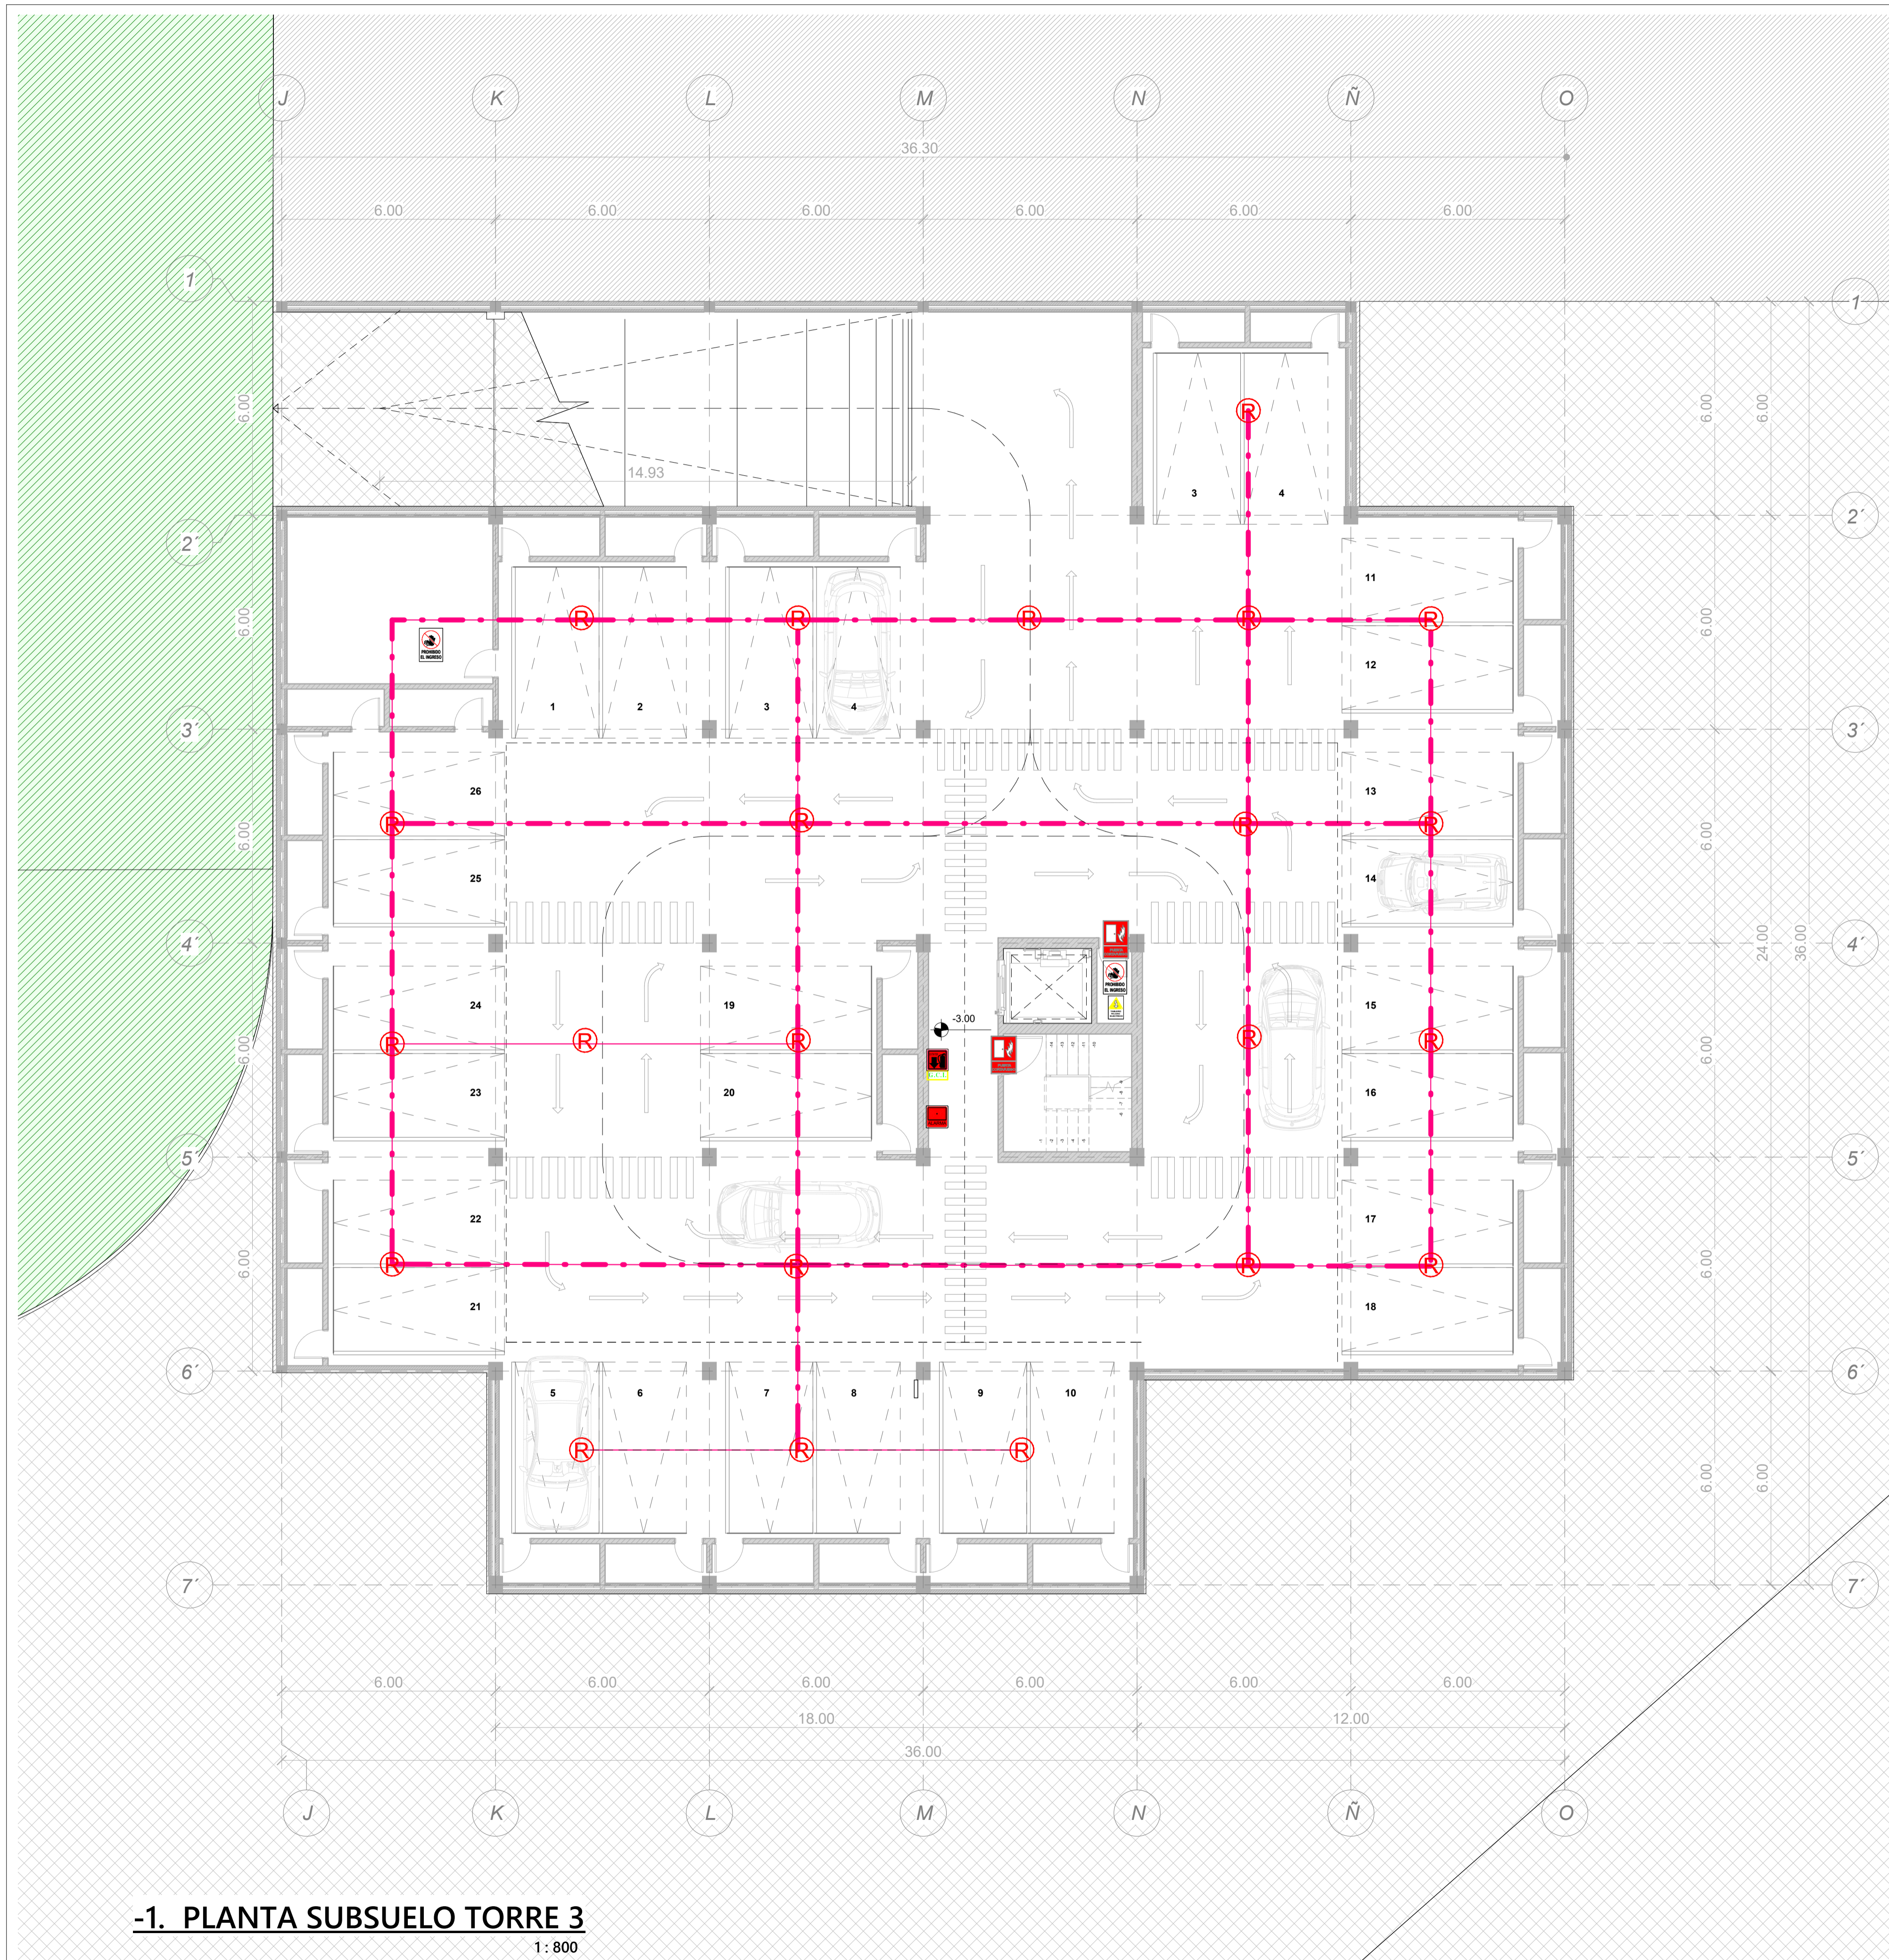 J K L M N Ñ O
36.30
6.00 6.00 6.00 6.00 6.00 6.00
1 1
14.93
6.00 6.00 6.00
3 4
R
2´ 2´
11
R R R R R
6.00 6.00
PROHIBIDO
EL INGRESO
12
1 2 3 4
3´ 3´
26 13
R R R R
6.00 6.00
25 14
4´ 4´
24.00 36.00
PROHIBIDO
EL INGRESO
24 19 15
-3.00
R R R R R
6.00 6.00
23 20 16
5´ 5´
22 17
R R R R
6.00 6.00
21 18
6´ 6´
5 6 7 8 9 10
R R R
6.00 6.00
7´ 7´
6.00 6.00 6.00 6.00 6.00 6.00
18.00 12.00
36.00
J K L M N Ñ O
-1. PLANTA SUBSUELO TORRE 3
1 : 800